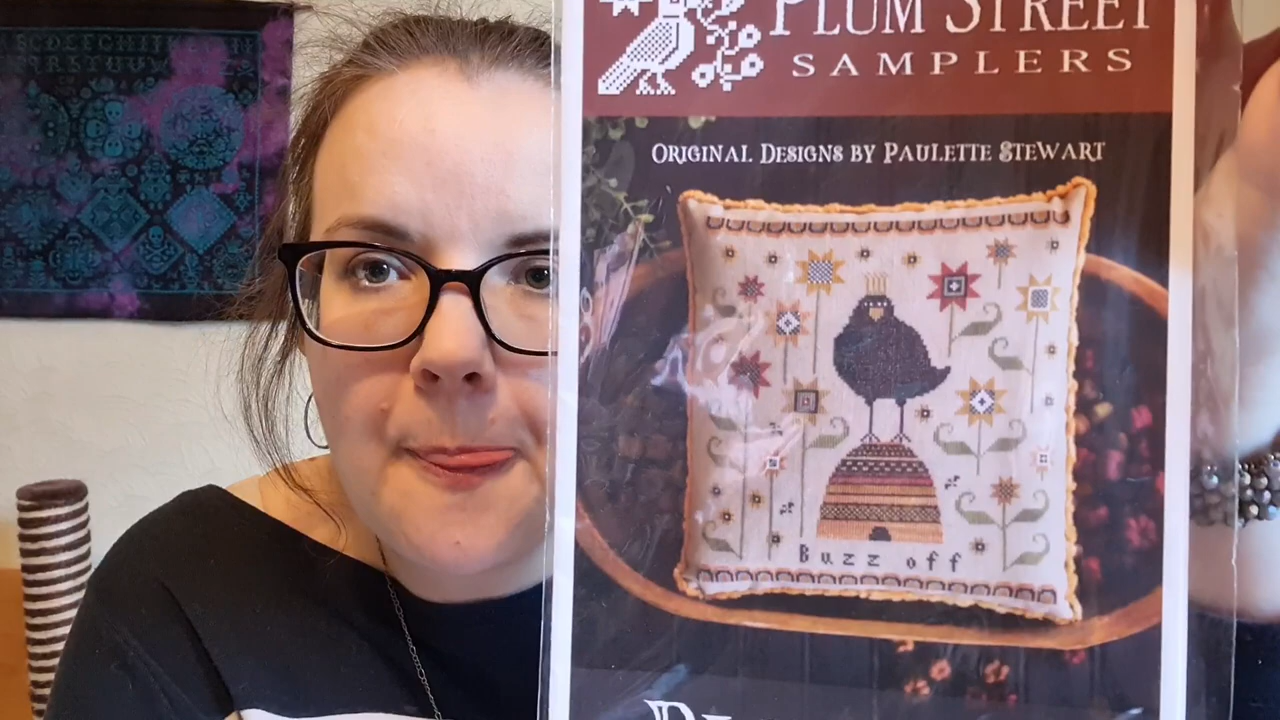 PLUM STREET
SAMPLERS
ORIGINAL DESIGNS BY PAULETTE STEWART
Buzz off